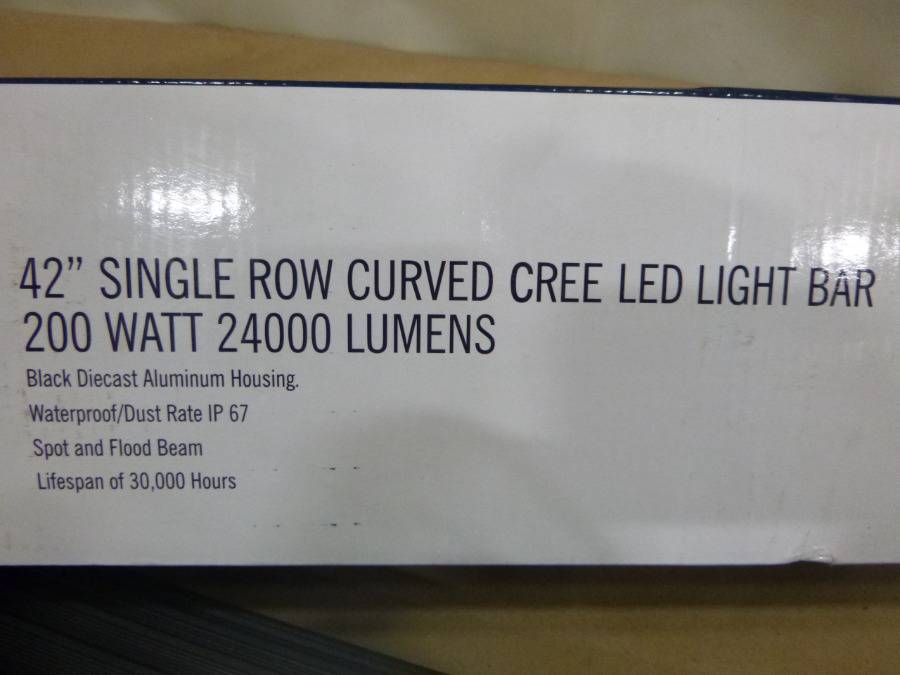 42” SINGLE ROW CURVED CREE LED LIGHT BAR
200 WATT 24000 LUMENS
Black Diecast Aluminum Housing.
Waterproof/Dust Rate IP 67
Spot and Flood Beam
Lifespan of 30,000 Hours